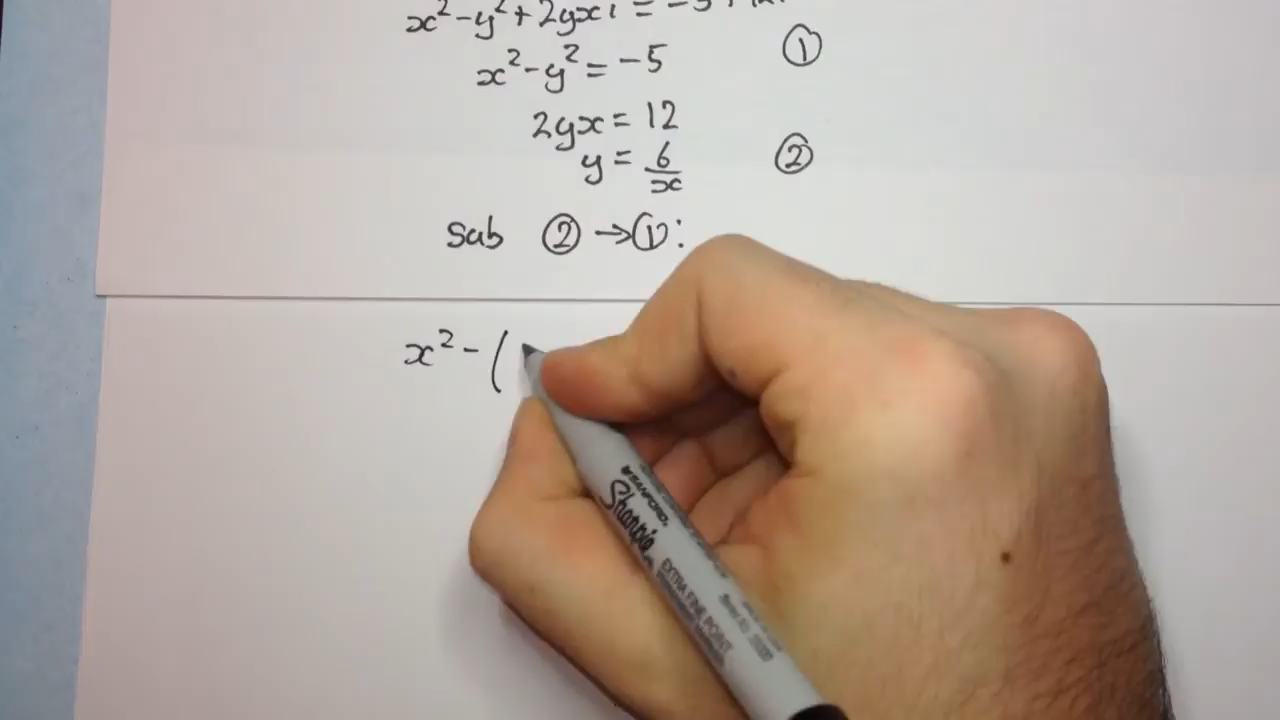 x² - y² + 2yxi = -5 + 12i
x² - y² = -5 ①
2yx = 12
y = 6/x ②
Sub ② → ①:
x² - (
SANFORD.
Sharpie
EXTRA FINE POINT